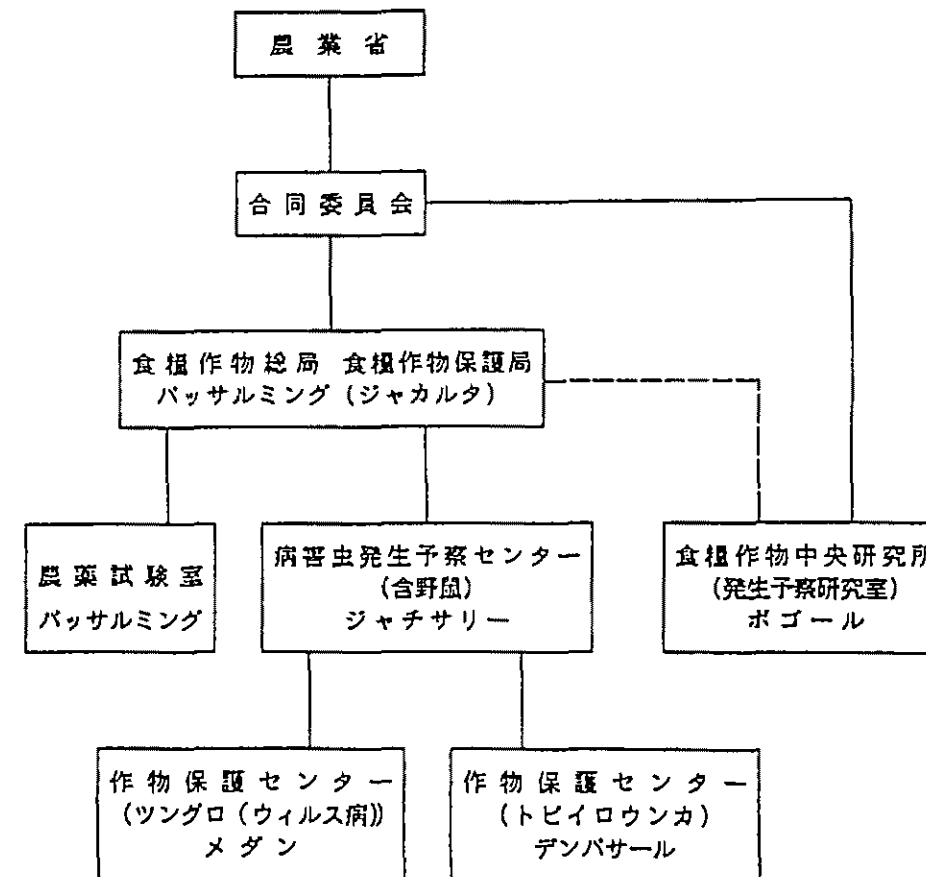 農業省
合同委員会
食糧作物総局 食糧作物保護局
パッサルミング(ジャカルタ)
農薬試験室
パッサルミング
病害虫発生予察センター
(含野鼠)
ジャチサリー
食糧作物中央研究所
(発生予察研究室)
ボゴール
作物保護センター
(ツングロ(ウィルス病))
メダン
作物保護センター
(トビイロウンカ)
デンパサール